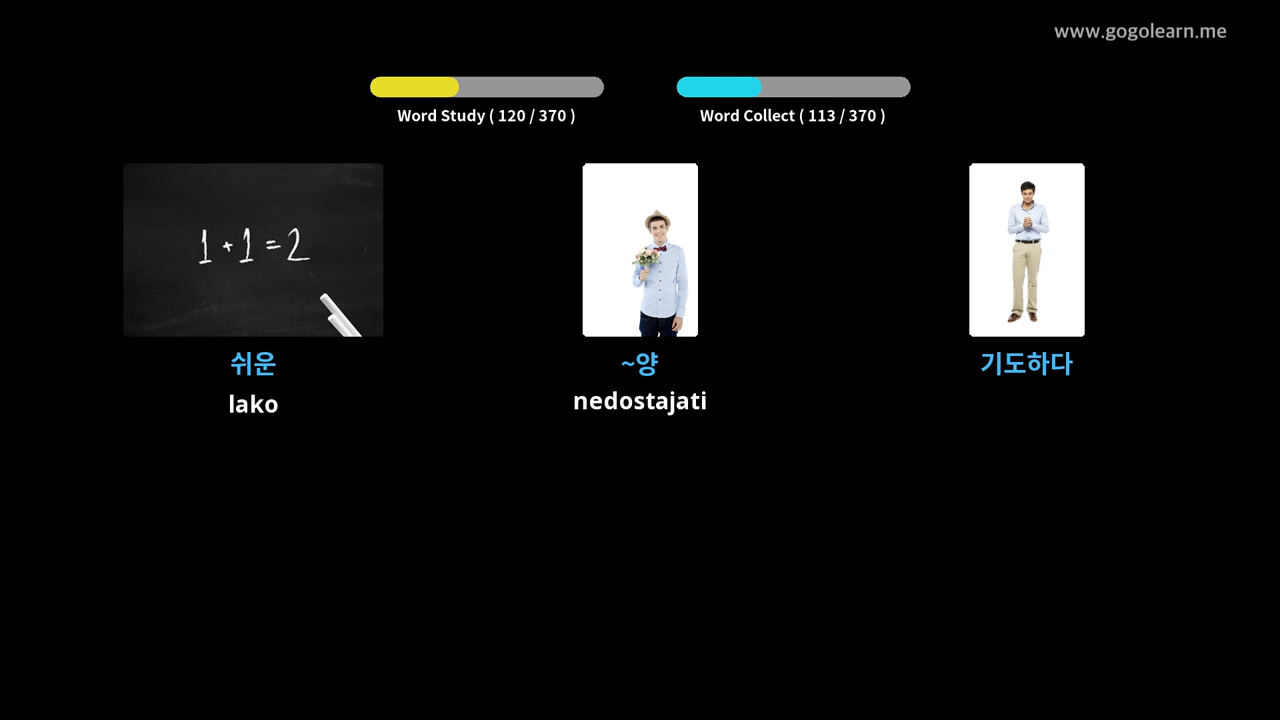 www.gogolearn.me
Word Study ( 120 / 370 )
Word Collect ( 113 / 370 )
1 + 1 = 2
쉬운
~양
기도하다
lako
nedostajati